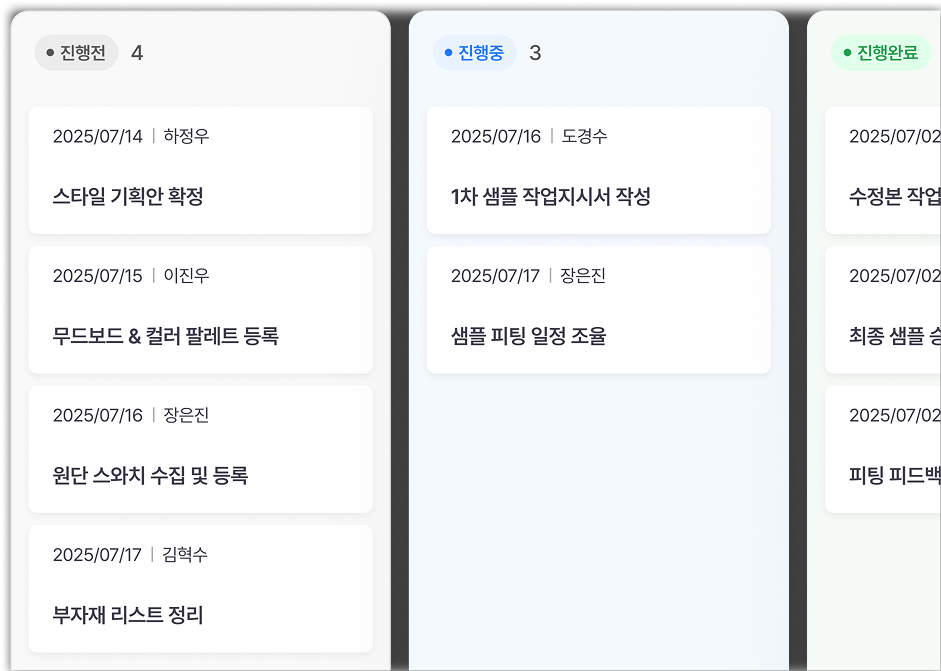 진행전 4
2025/07/14 | 하정우
스타일 기획안 확정
2025/07/15 | 이진우
무드보드 & 컬러 팔레트 등록
2025/07/16 | 장은진
원단 스와치 수집 및 등록
2025/07/17 | 김혁수
부자재 리스트 정리
진행중 3
2025/07/16 | 도경수
1차 샘플 작업지시서 작성
2025/07/17 | 장은진
샘플 피팅 일정 조율
진행완료
2025/07/02
수정본 작업
2025/07/02
최종 샘플
2025/07/02
피팅 피드백